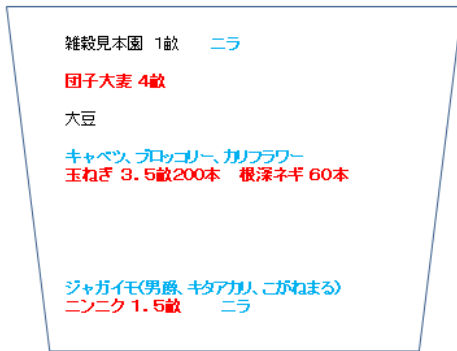 雑穀見本園 1畝 ニラ
団子大麦 4畝
大豆
キャベツ、ブロッコリー、カリフラワー
玉ねぎ 3.5畝200本 根深ネギ 60本
ジャガイモ(男爵、キタアカリ、こがねまる)
ニンニク 1.5畝 ニラ